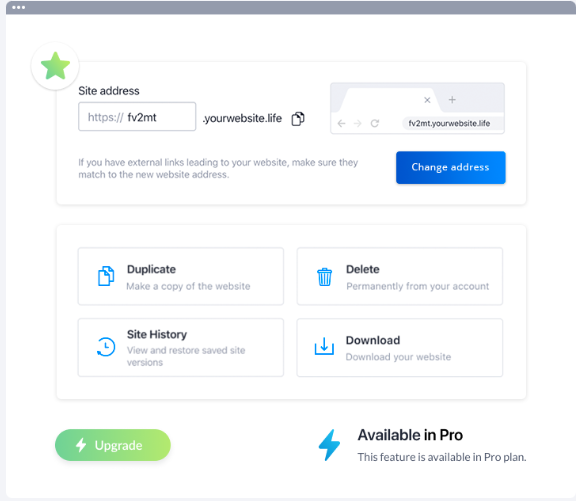 Site address
https:// fv2mt
.yourwebsite.life
fv2mt.yourwebsite.life
If you have external links leading to your website, make sure they
match to the new website address.
Change address
Duplicate
Make a copy of the website
Delete
Permanently from your account
Site History
View and restore saved site
versions
Download
Download your website
Upgrade
Available in Pro
This feature is available in Pro plan.